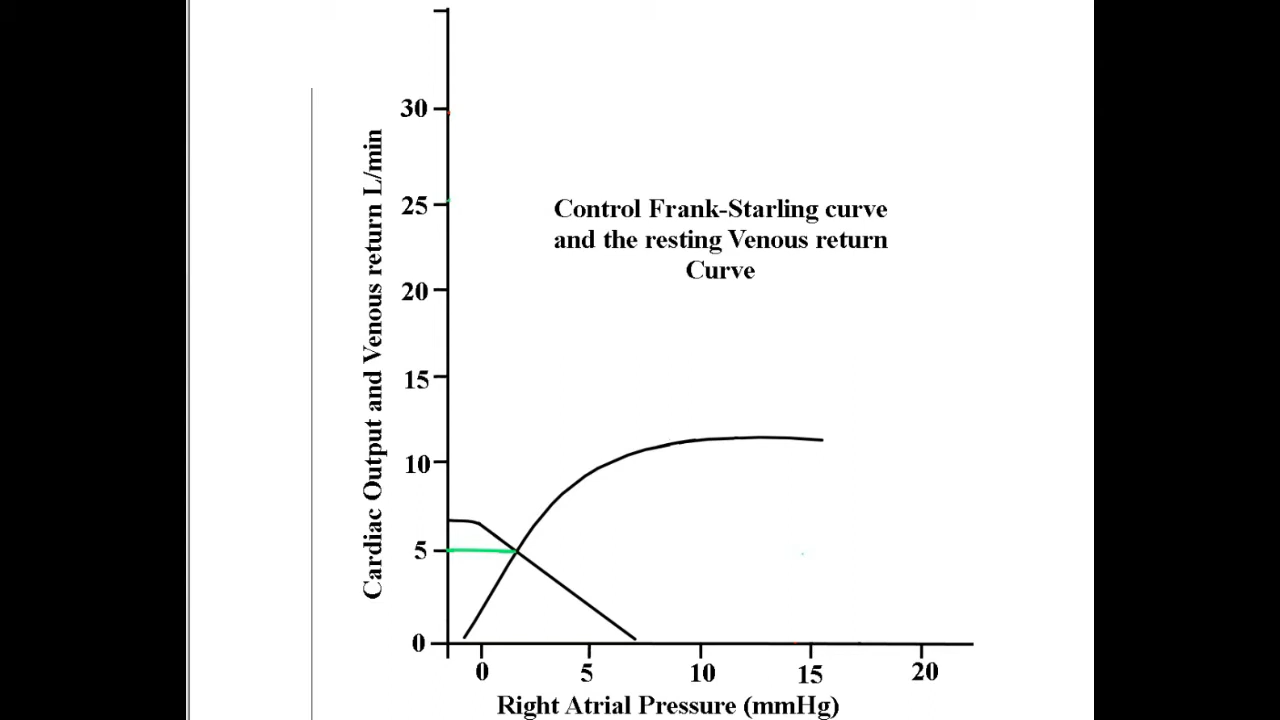 30
25
20
15
10
5
0
Cardiac Output and Venous return L/min
Control Frank-Starling curve
and the resting Venous return
Curve
0 5 10 15 20
Right Atrial Pressure (mmHg)